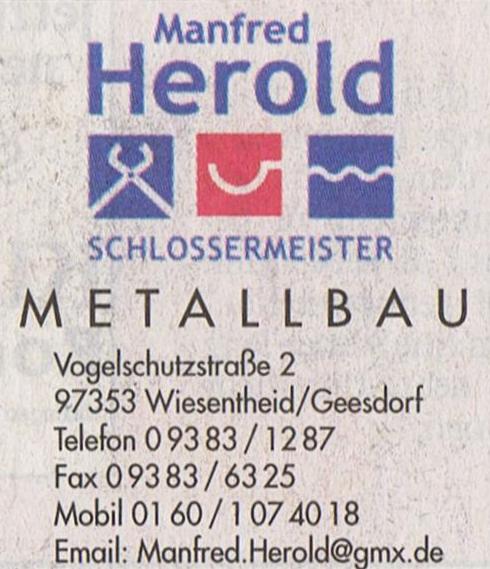 Manfred
Herold
SCHLOSSERMEISTER
METALLBAU
Vogelschutzstraße 2
97353 Wiesentheid/Geesdorf
Telefon 0 93 83 / 12 87
Fax 0 93 83 / 63 25
Mobil 01 60 / 1 07 40 18
Email: Manfred.Herold@gmx.de